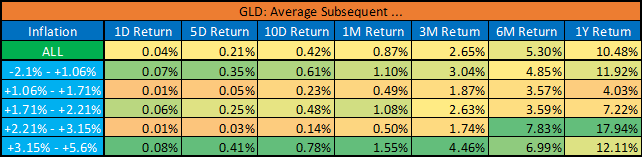 GLD: Average Subsequent ...
Inflation 1D Return 5D Return 10D Return 1M Return 3M Return 6M Return 1Y Return
ALL 0.04% 0.21% 0.42% 0.87% 2.65% 5.30% 10.48%
-2.1% - +1.06% 0.07% 0.35% 0.61% 1.10% 3.04% 4.85% 11.92%
+1.06% - +1.71% 0.01% 0.05% 0.23% 0.49% 1.87% 3.57% 4.03%
+1.71% - +2.21% 0.06% 0.25% 0.48% 1.08% 2.63% 3.59% 7.22%
+2.21% - +3.15% 0.01% 0.03% 0.14% 0.50% 1.74% 7.83% 17.94%
+3.15% - +5.6% 0.08% 0.41% 0.78% 1.55% 4.46% 6.99% 12.11%